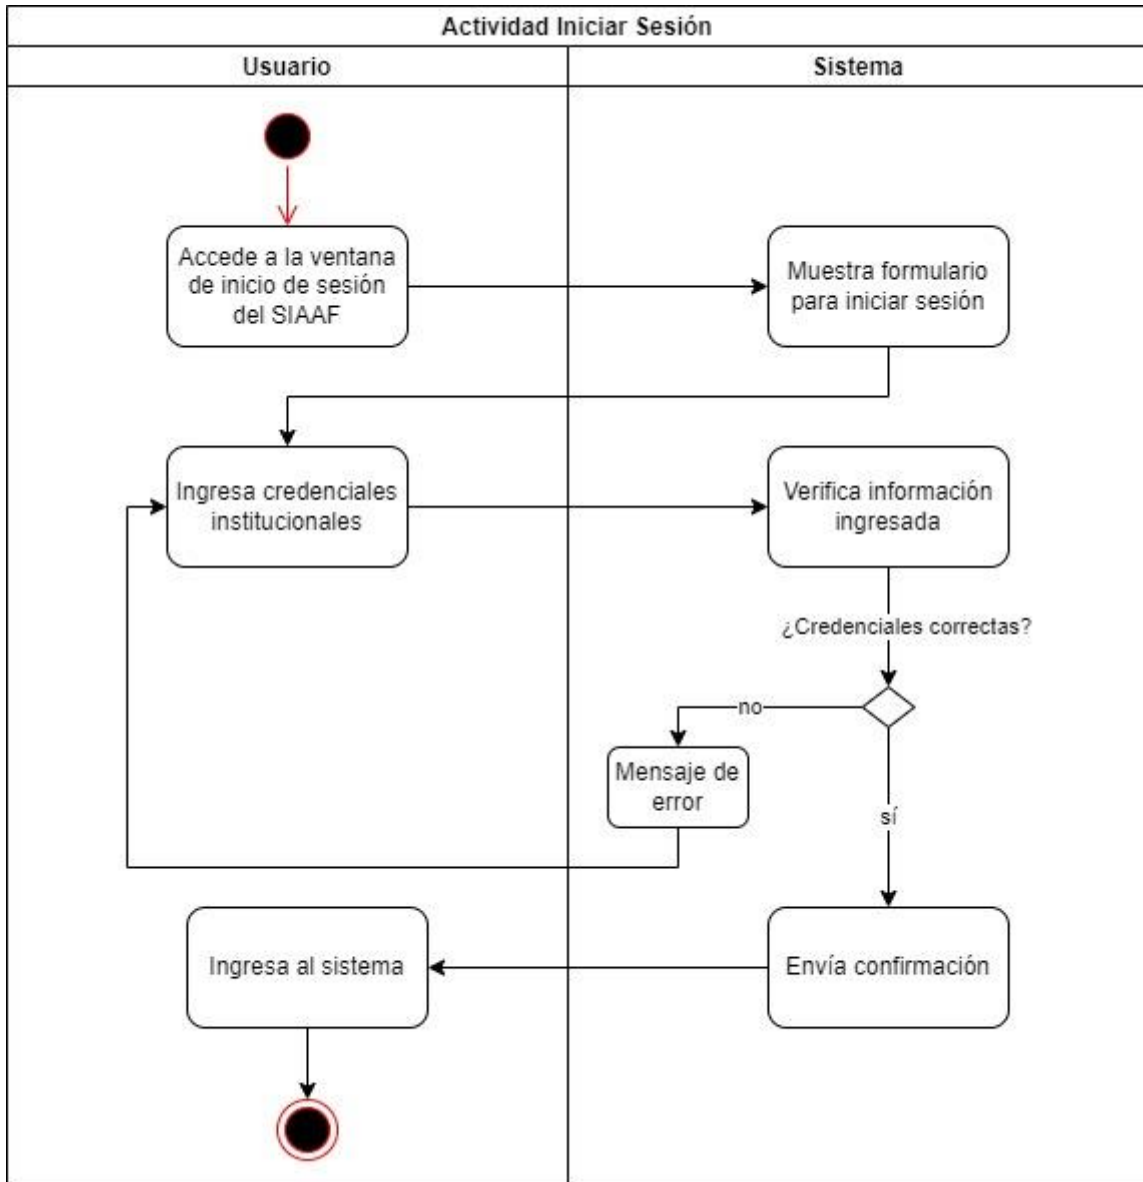 Actividad Iniciar Sesión
Usuario
Sistema
Accede a la ventana
de inicio de sesión
del SIAAF
Muestra formulario
para iniciar sesión
Ingresa credenciales
institucionales
Verifica información
ingresada
¿Credenciales correctas?
no
Mensaje de
error
sí
Ingresa al sistema
Envía confirmación